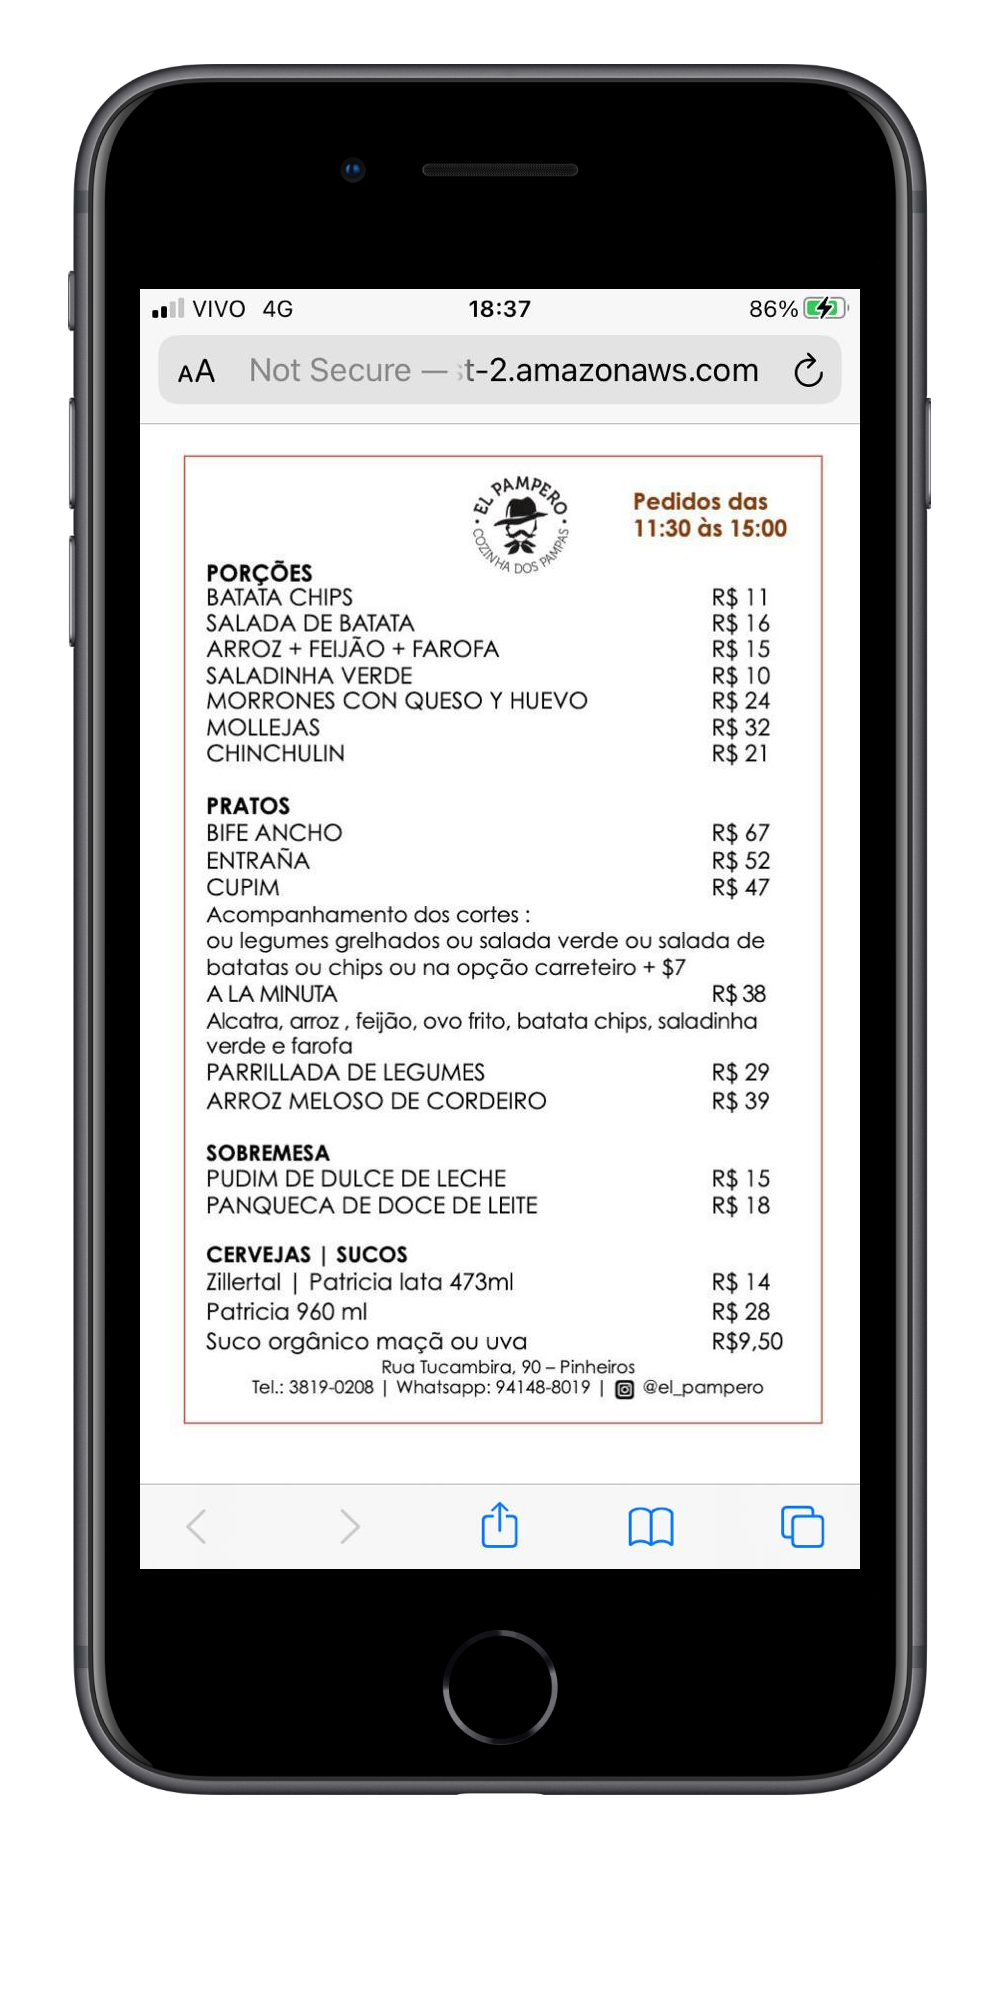 VIVO 4G 18:37 86%
AA Not Secure — t-2.amazonaws.com
EL PAMPERO
COZINHA DOS PAMPAS
Pedidos das
11:30 às 15:00
PORÇÕES
BATATA CHIPS R$ 11
SALADA DE BATATA R$ 16
ARROZ + FEIJÃO + FAROFA R$ 15
SALADINHA VERDE R$ 10
MORRONES CON QUESO Y HUEVO R$ 24
MOLLEJAS R$ 32
CHINCHULIN R$ 21
PRATOS
BIFE ANCHO R$ 67
ENTRAÑA R$ 52
CUPIM R$ 47
Acompanhamento dos cortes :
ou legumes grelhados ou salada verde ou salada de
batatas ou chips ou na opção carreteiro + $7
A LA MINUTA R$ 38
Alcatra, arroz , feijão, ovo frito, batata chips, saladinha
verde e farofa
PARRILLADA DE LEGUMES R$ 29
ARROZ MELOSO DE CORDEIRO R$ 39
SOBREMESA
PUDIM DE DULCE DE LECHE R$ 15
PANQUECA DE DOCE DE LEITE R$ 18
CERVEJAS | SUCOS
Zillertal | Patricia lata 473ml R$ 14
Patricia 960 ml R$ 28
Suco orgânico maçã ou uva R$9,50
Rua Tucambira, 90 – Pinheiros
Tel.: 3819-0208 | Whatsapp: 94148-8019 | @el_pampero